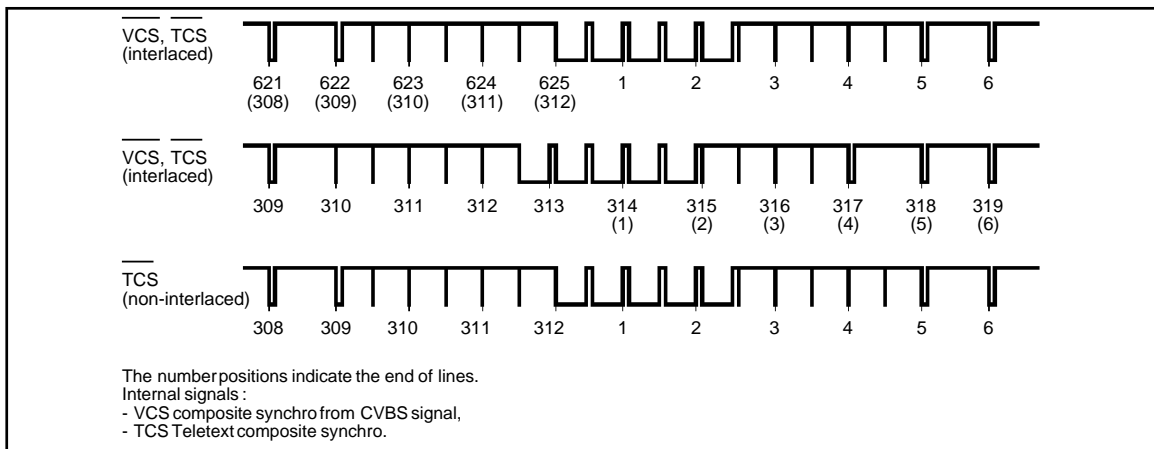 VCS, TCS
(interlaced)
621 622 623 624 625 1 2 3 4 5 6
(308) (309) (310) (311) (312)
VCS, TCS
(interlaced)
309 310 311 312 313 314 315 316 317 318 319
(1) (2) (3) (4) (5) (6)
TCS
(non-interlaced)
308 309 310 311 312 1 2 3 4 5 6
The number positions indicate the end of lines.
Internal signals :
- VCS composite synchro from CVBS signal,
- TCS Teletext composite synchro.